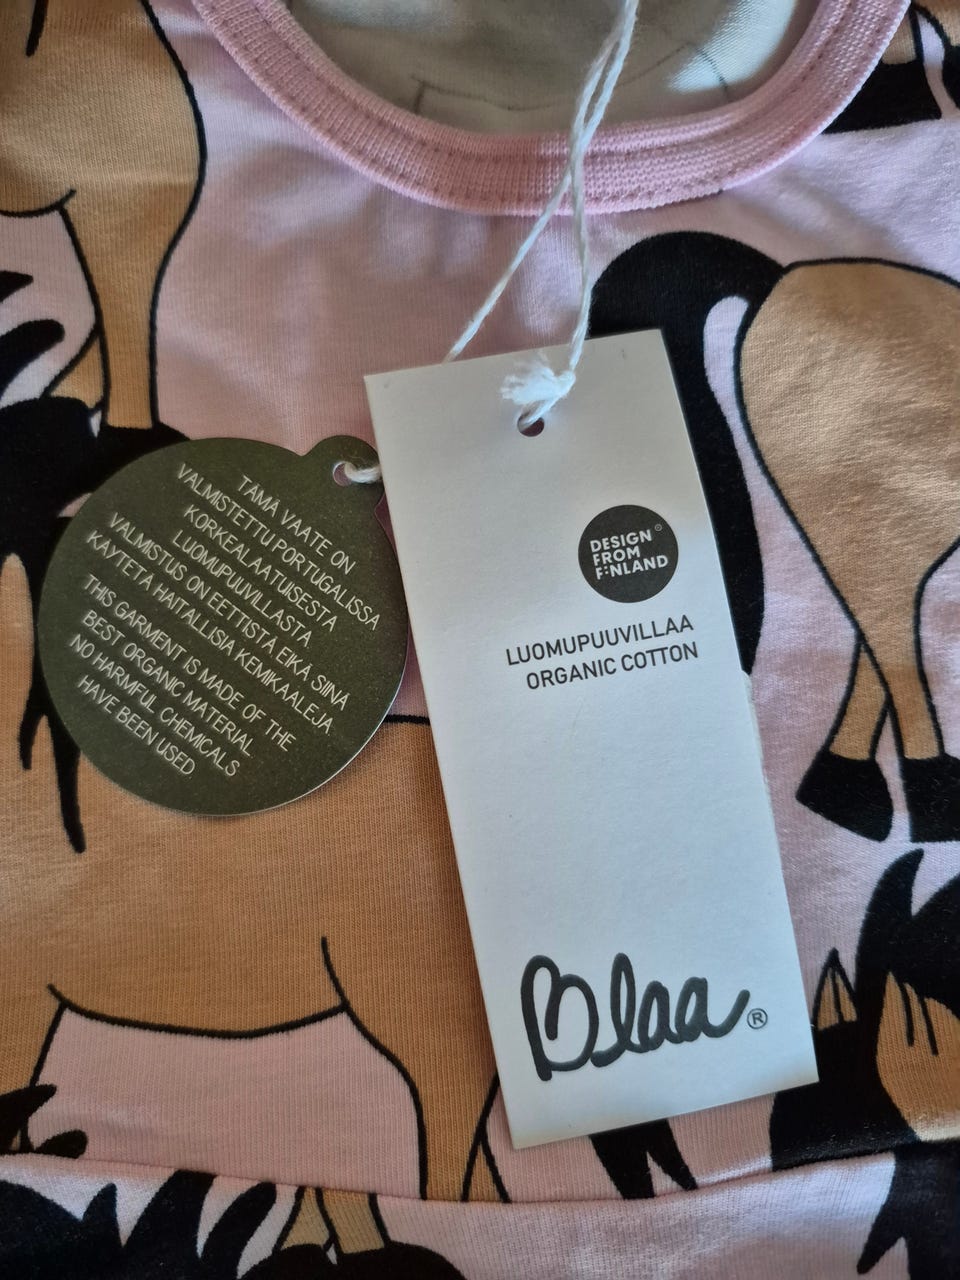 TÄMÄ VAATE ON
VALMISTETTU PORTUGALISSA
KORKEALAATUISESTA
LUOMUPUUVILLASTA
VALMISTUS ON EETTISTÄ EIKÄ SIINÄ
KÄYTETÄ HAITALLISIA KEMIKAALEJA
THIS GARMENT IS MADE OF THE
BEST ORGANIC MATERIAL
NO HARMFUL CHEMICALS
HAVE BEEN USED
DESIGN ©
FROM
FINLAND
LUOMUPUUVILLAA
ORGANIC COTTON
Blaa ®